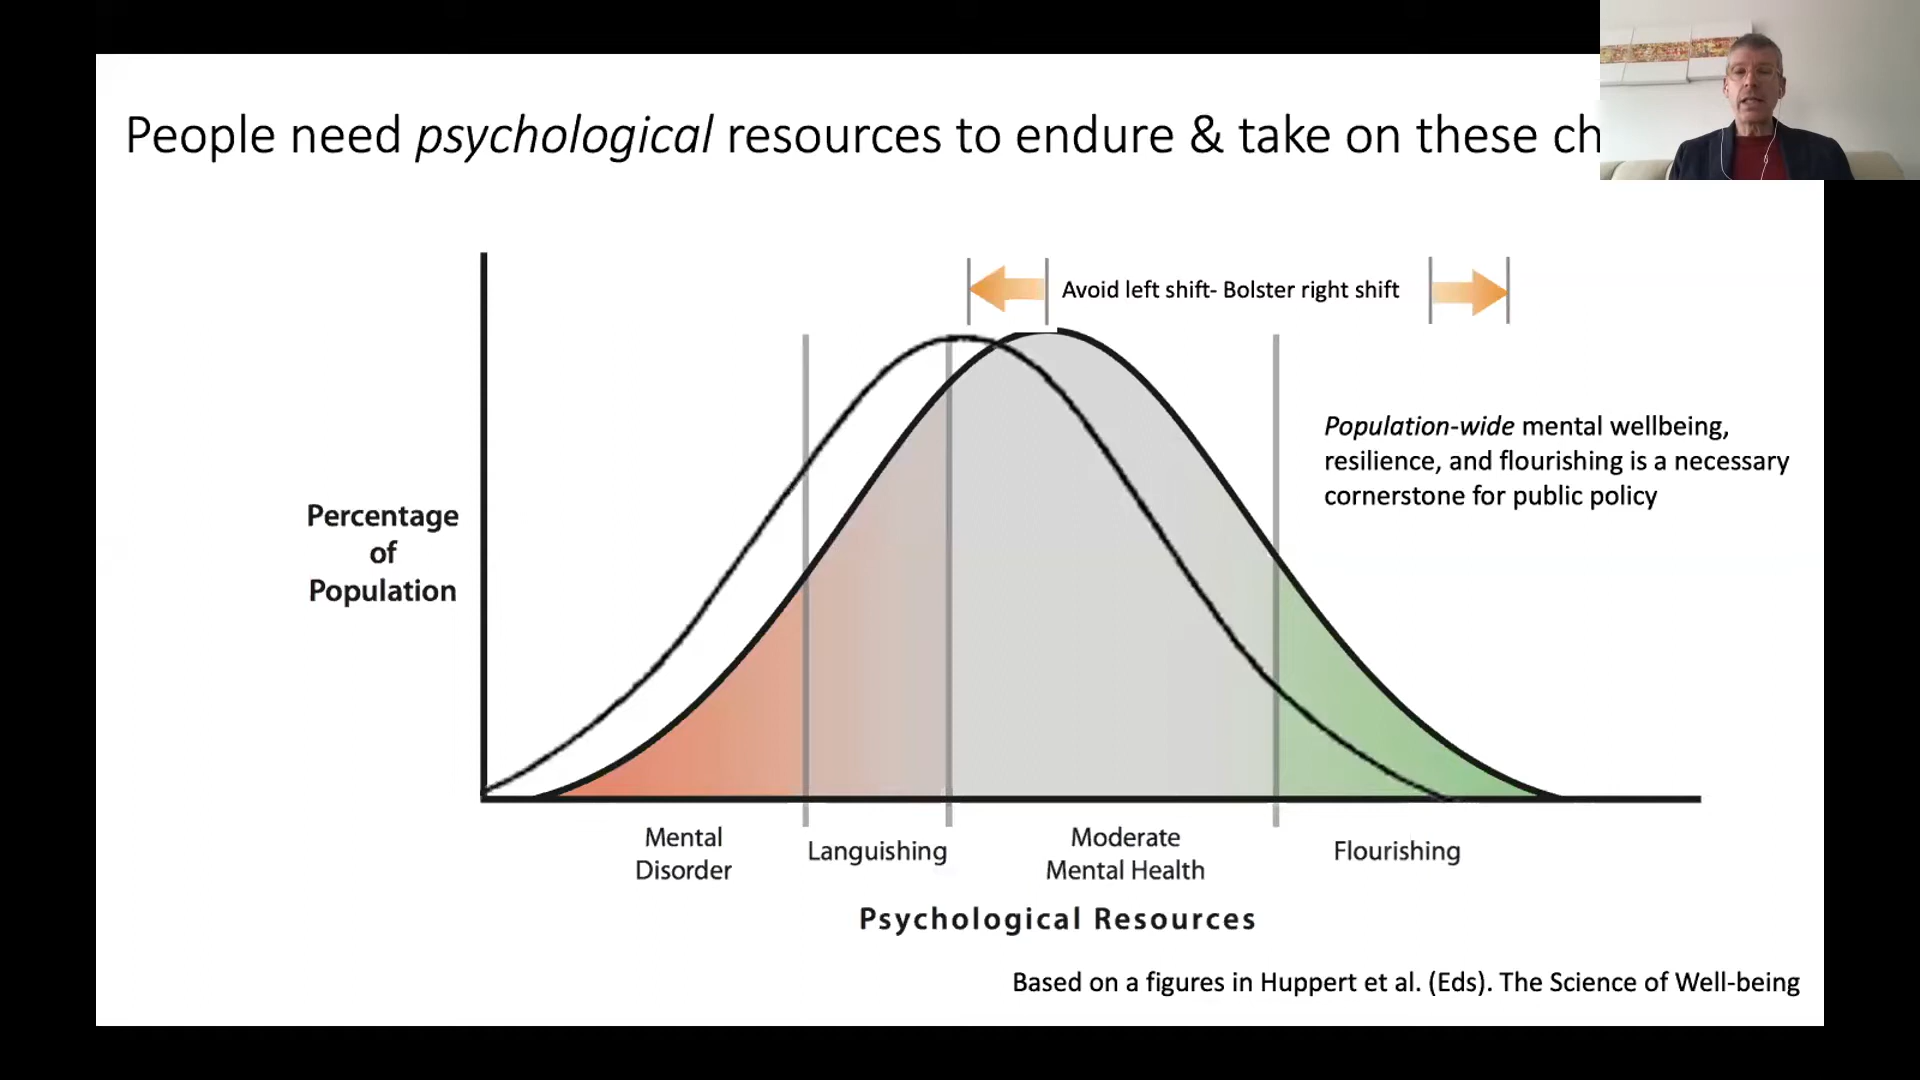 People need psychological resources to endure & take on these ch
Avoid left shift- Bolster right shift
Population-wide mental wellbeing,
resilience, and flourishing is a necessary
cornerstone for public policy
Percentage
of
Population
Mental
Disorder
Languishing
Moderate
Mental Health
Flourishing
Psychological Resources
Based on a figures in Huppert et al. (Eds). The Science of Well-being